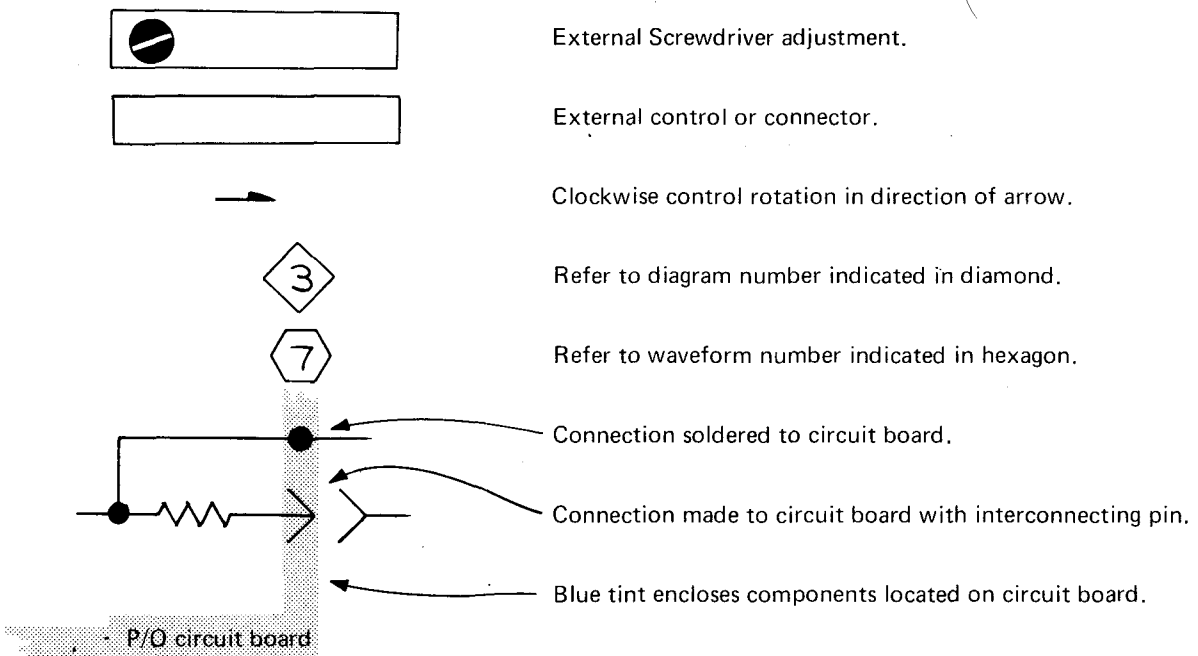 External Screwdriver adjustment.
External control or connector.
Clockwise control rotation in direction of arrow.
3
Refer to diagram number indicated in diamond.
7
Refer to waveform number indicated in hexagon.
Connection soldered to circuit board.
Connection made to circuit board with interconnecting pin.
Blue tint encloses components located on circuit board.
- P/O circuit board